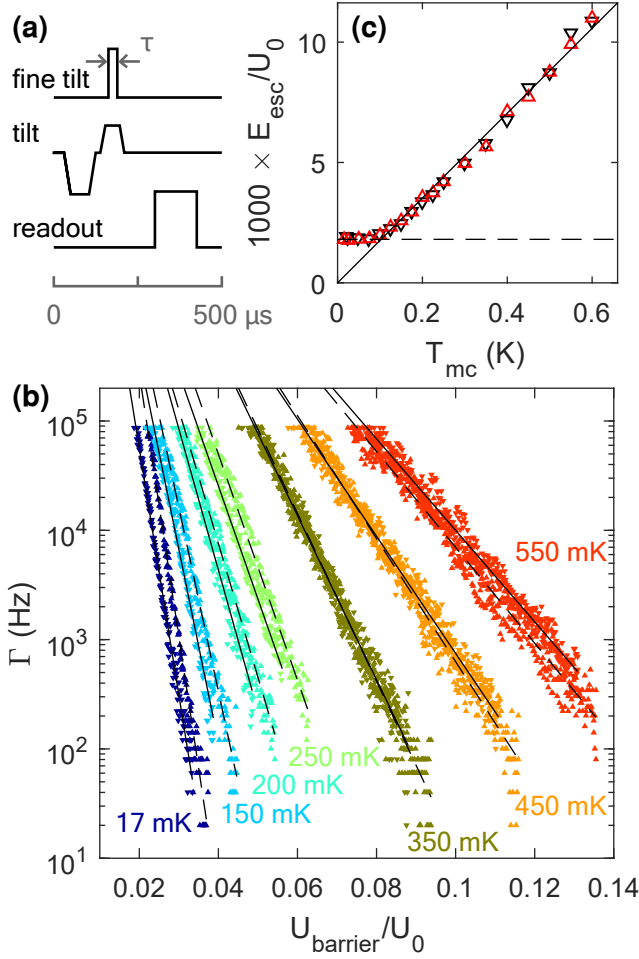 (a)
τ
fine tilt
tilt
readout
0
500 µs
(c)
1000 × E_esc/U_0
10
5
0
0
0.2
0.4
0.6
T_mc (K)
(b)
Γ (Hz)
10^5
10^4
10^3
10^2
10^1
550 mK
250 mK
200 mK
150 mK
17 mK
450 mK
350 mK
0.02
0.04
0.06
0.08
0.1
0.12
0.14
U_barrier/U_0